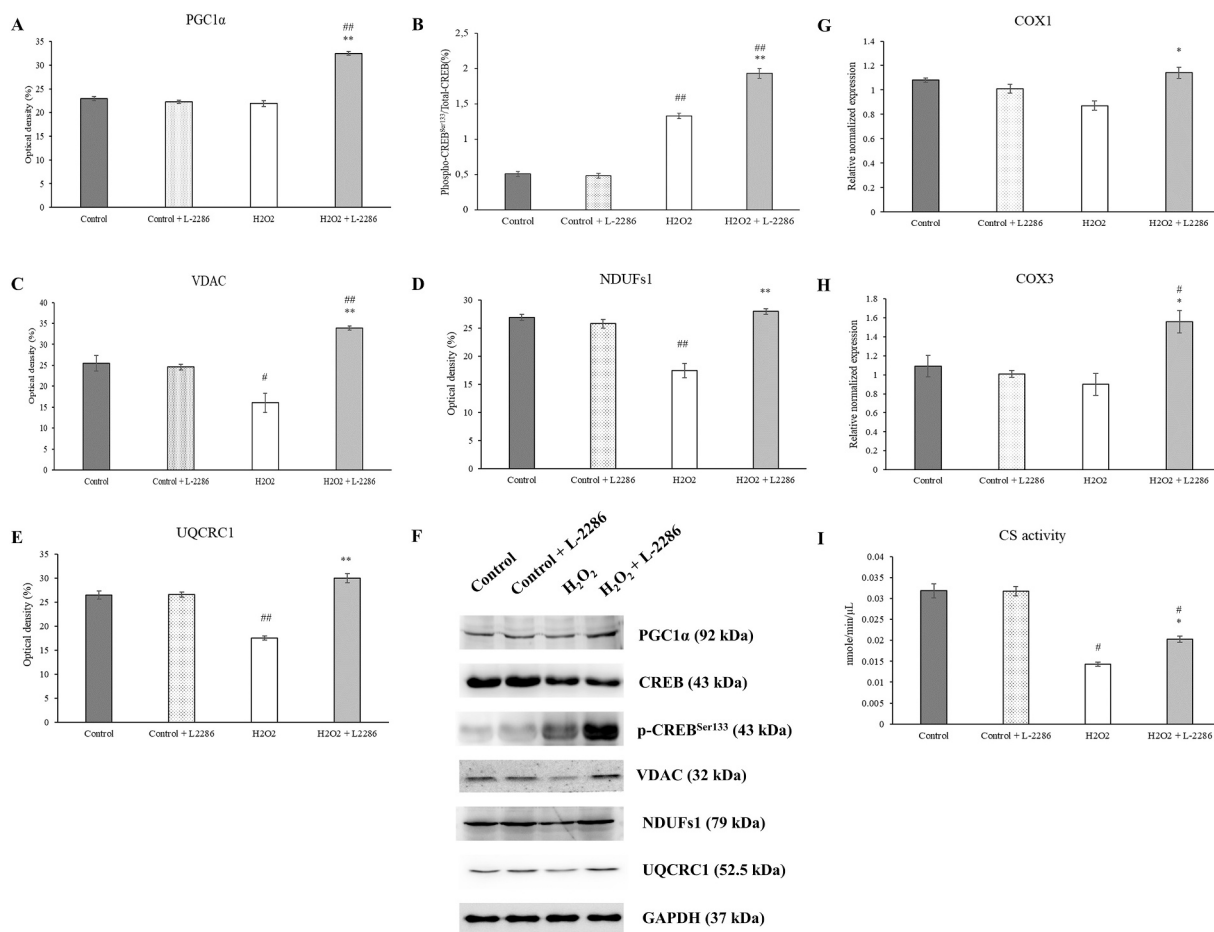 A
PGC1α
Optical density (%)
35
30
25
20
15
10
5
0
##
**
Control
Control + L-2286
H2O2
H2O2 + L-2286
B
Phospho-CREBSer133/Total-CREB(%)
2,5
2
1,5
1
0,5
0
##
##
**
Control
Control + L-2286
H2O2
H2O2 + L-2286
G
COX1
Relative normalized expression
1.4
1.2
1
0.8
0.6
0.4
0.2
0
*
Control
Control + L2286
H2O2
H2O2 + L2286
C
VDAC
Optical density (%)
40
35
30
25
20
15
10
5
0
#
##
**
Control
Control + L-2286
H2O2
H2O2 + L-2286
D
NDUFs1
Optical density (%)
30
25
20
15
10
5
0
##
**
Control
Control + L2286
H2O2
H2O2 + L2286
H
COX3
Relative normalized expression
1.8
1.6
1.4
1.2
1
0.8
0.6
0.4
0.2
0
#
*
Control
Control + L2286
H2O2
H2O2 + L2286
E
UQCRC1
Optical density (%)
35
30
25
20
15
10
5
0
##
**
Control
Control + L2286
H2O2
H2O2 + L2286
F
Control
Control + L-2286
H₂O₂
H₂O₂ + L-2286
PGC1α (92 kDa)
CREB (43 kDa)
p-CREBSer133 (43 kDa)
VDAC (32 kDa)
NDUFs1 (79 kDa)
UQCRC1 (52.5 kDa)
GAPDH (37 kDa)
I
CS activity
nmole/min/μL
0.04
0.035
0.03
0.025
0.02
0.015
0.01
0.005
0
#
#
*
Control
Control + L-2286
H2O2
H2O2 + L-2286